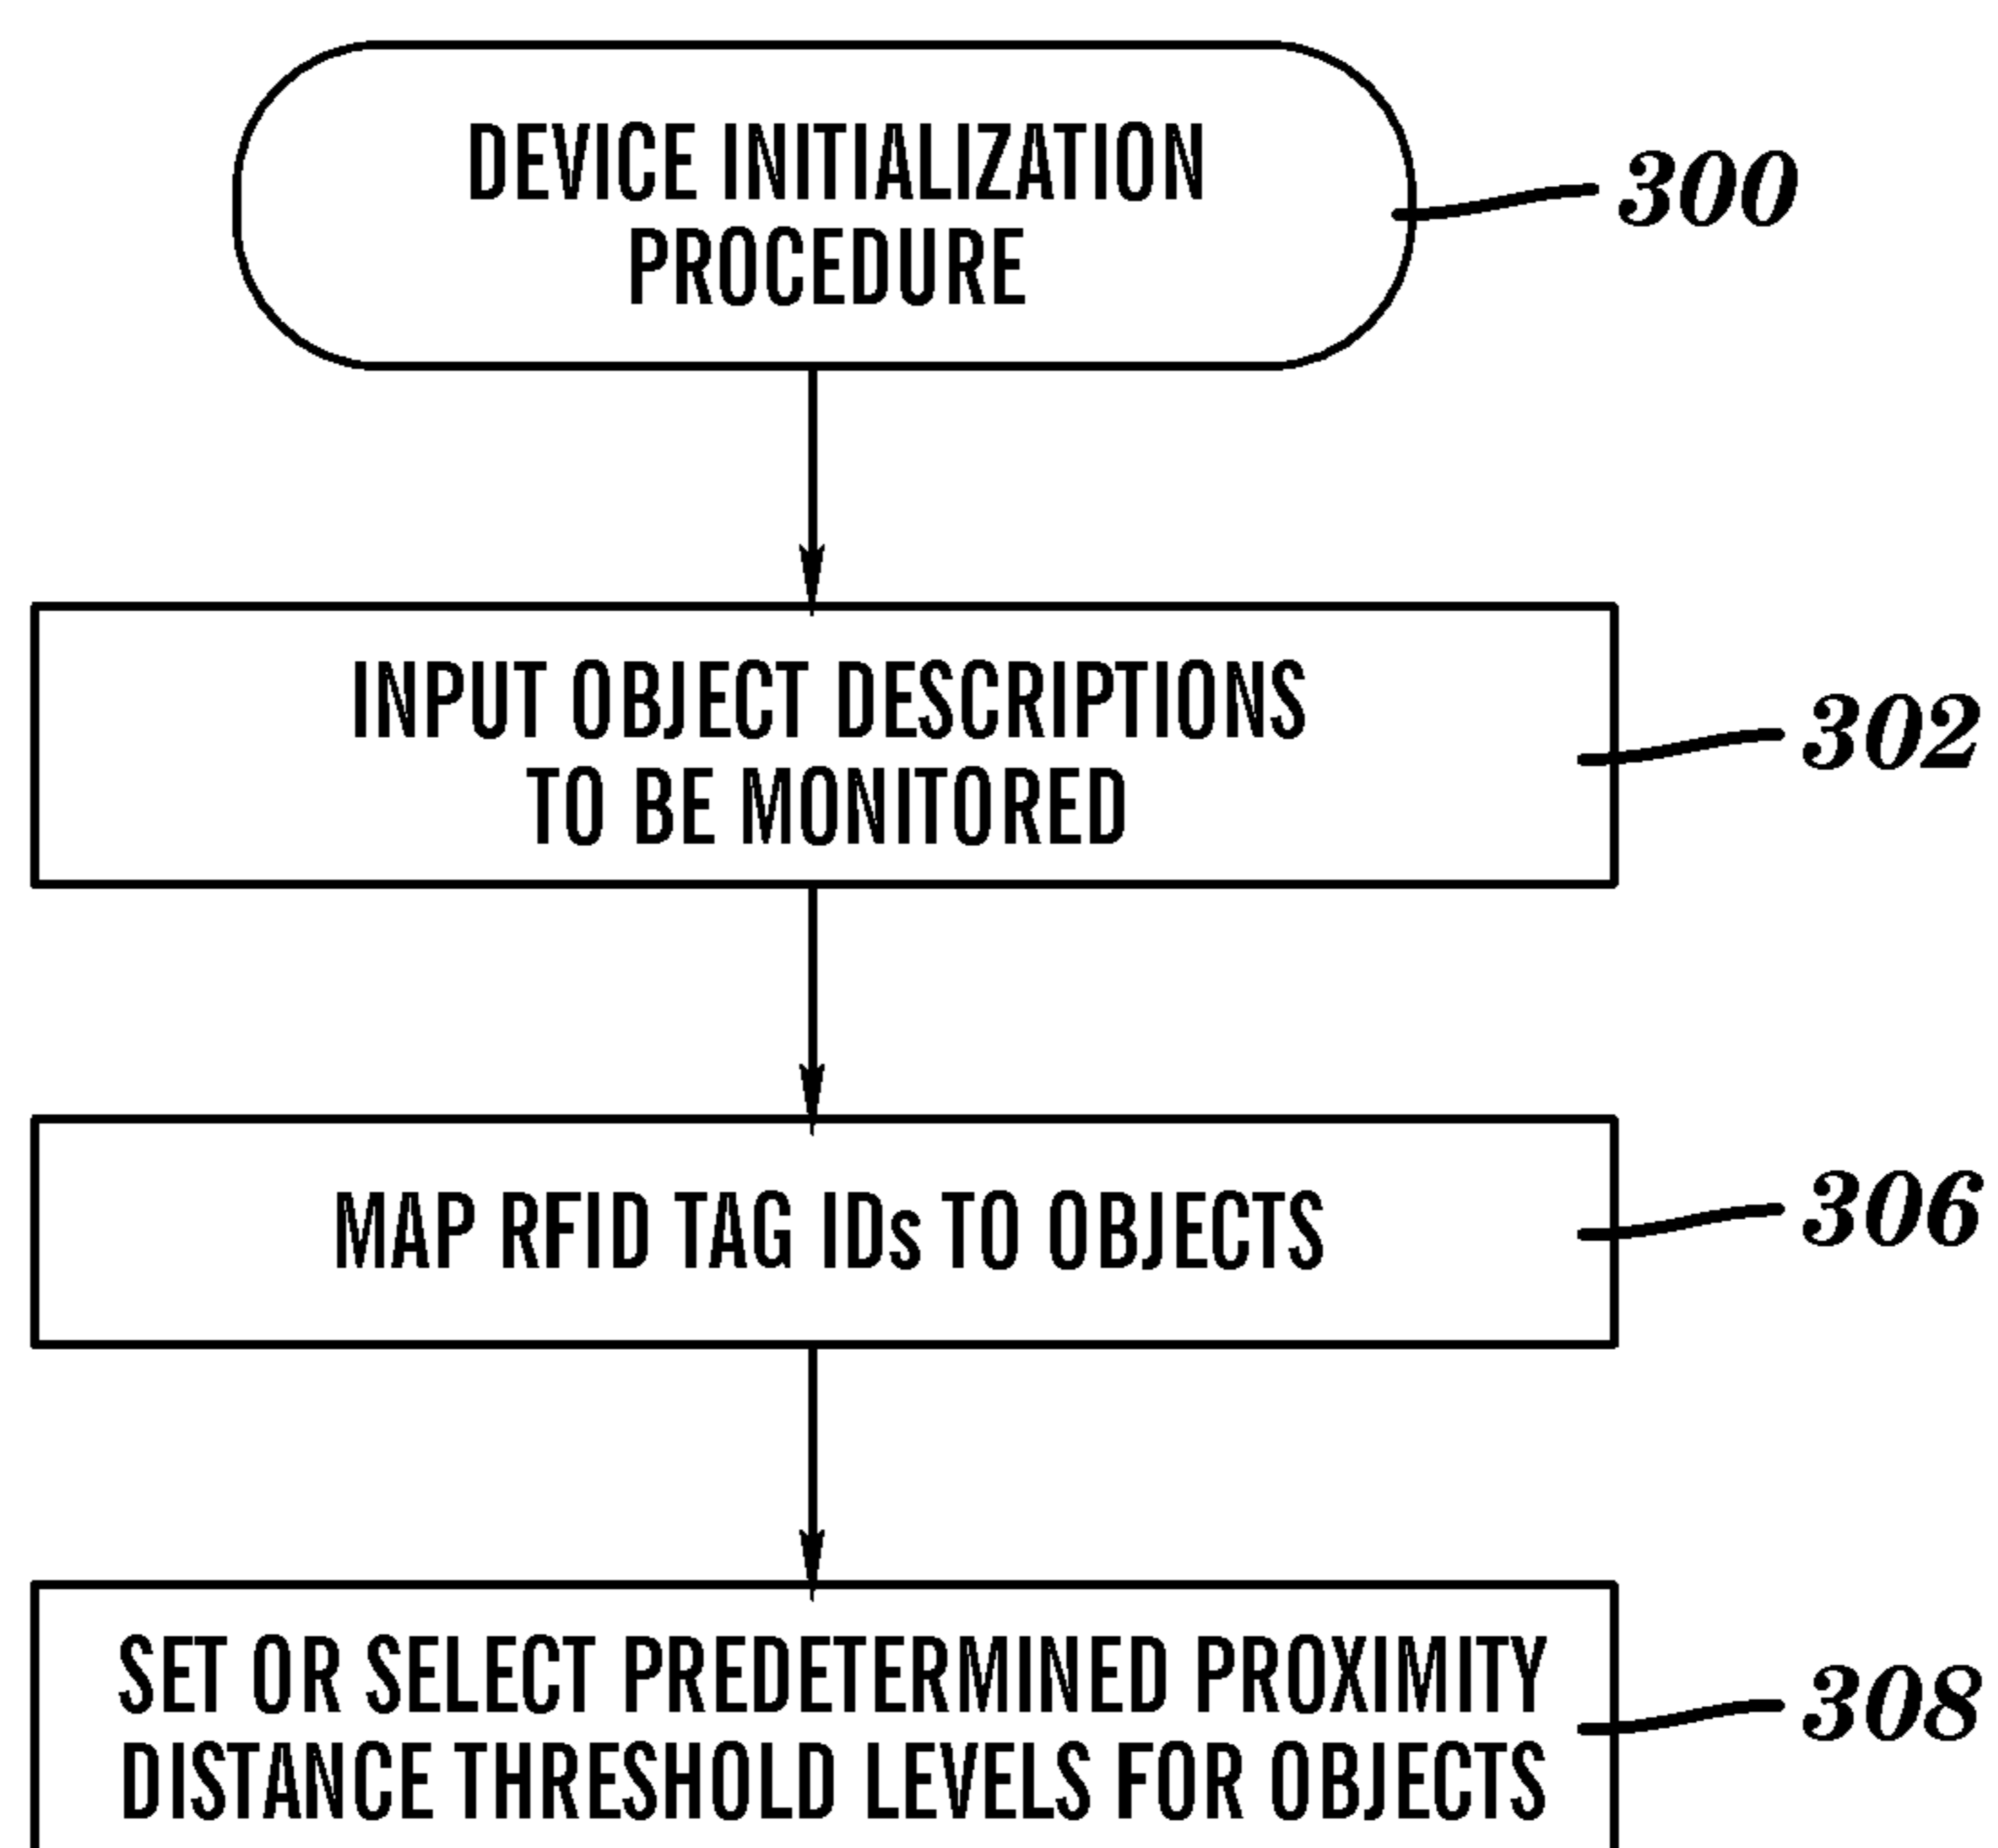 DEVICE INITIALIZATION
PROCEDURE
300
INPUT OBJECT DESCRIPTIONS
TO BE MONITORED
302
MAP RFID TAG IDs TO OBJECTS
306
SET OR SELECT PREDETERMINED PROXIMITY
DISTANCE THRESHOLD LEVELS FOR OBJECTS
308